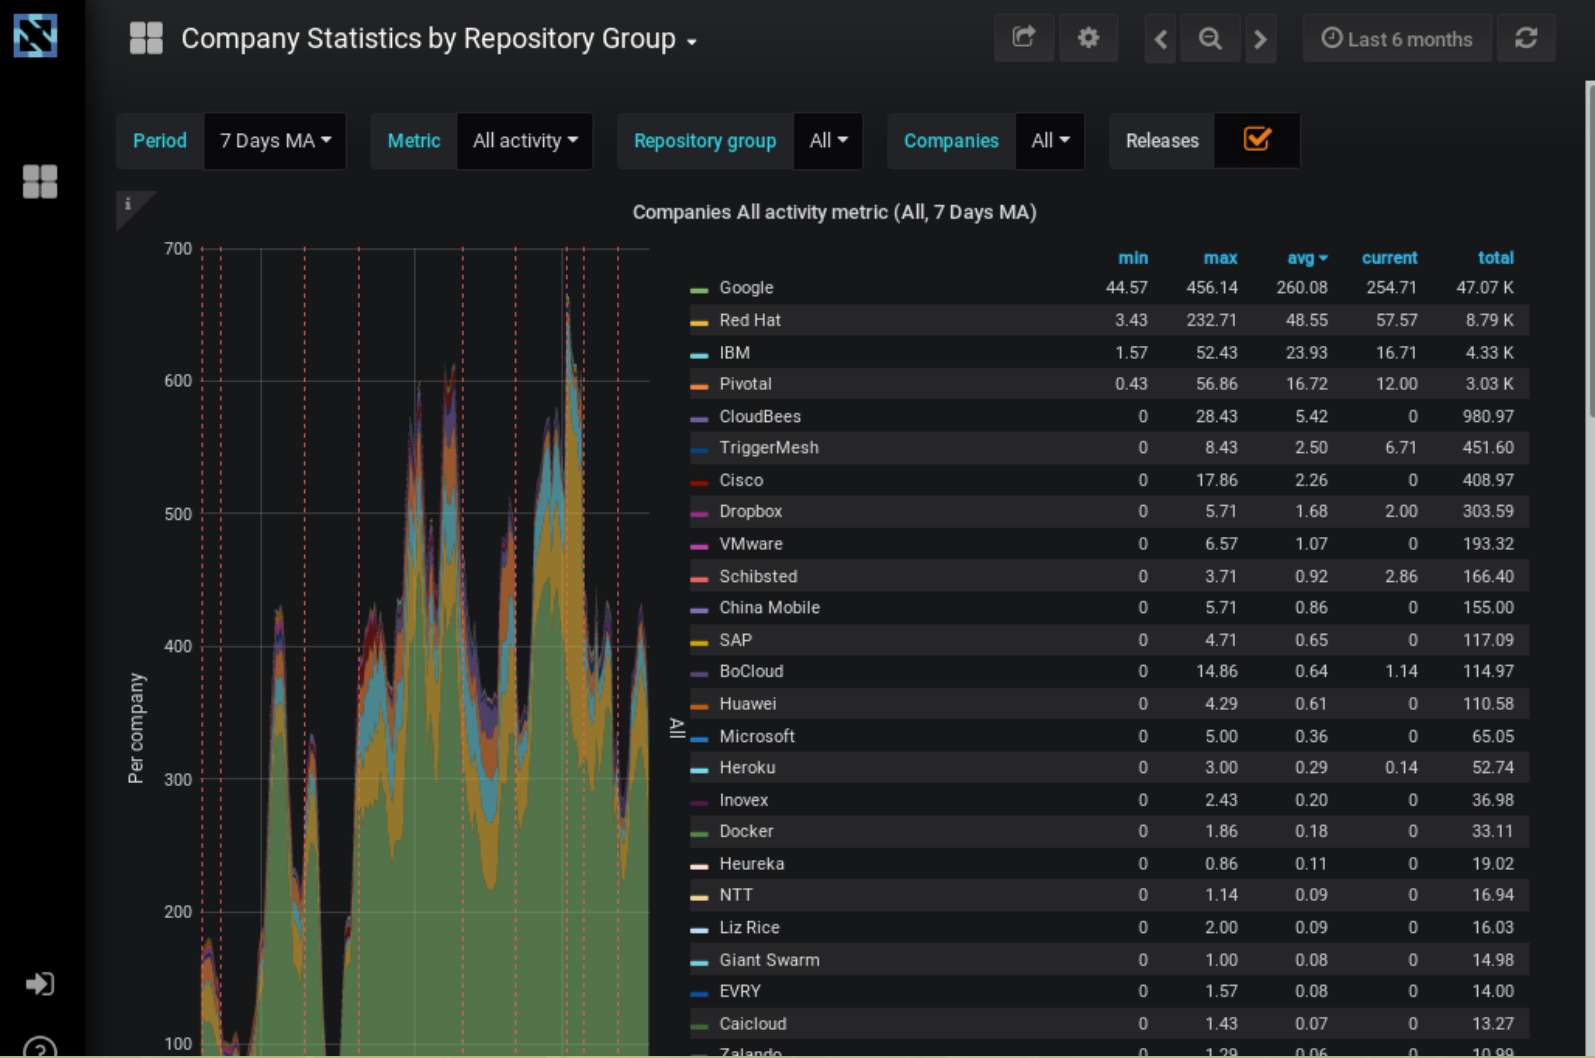 Company Statistics by Repository Group
Last 6 months
Period 7 Days MA Metric All activity Repository group All Companies All Releases
i
Companies All activity metric (All, 7 Days MA)
700
600
500
400
300
200
100
Per company
All
min max avg current total
Google 44.57 456.14 260.08 254.71 47.07 K
Red Hat 3.43 232.71 48.55 57.57 8.79 K
IBM 1.57 52.43 23.93 16.71 4.33 K
Pivotal 0.43 56.86 16.72 12.00 3.03 K
CloudBees 0 28.43 5.42 0 980.97
TriggerMesh 0 8.43 2.50 6.71 451.60
Cisco 0 17.86 2.26 0 408.97
Dropbox 0 5.71 1.68 2.00 303.59
VMware 0 6.57 1.07 0 193.32
Schibsted 0 3.71 0.92 2.86 166.40
China Mobile 0 5.71 0.86 0 155.00
SAP 0 4.71 0.65 0 117.09
BoCloud 0 14.86 0.64 1.14 114.97
Huawei 0 4.29 0.61 0 110.58
Microsoft 0 5.00 0.36 0 65.05
Heroku 0 3.00 0.29 0.14 52.74
Inovex 0 2.43 0.20 0 36.98
Docker 0 1.86 0.18 0 33.11
Heureka 0 0.86 0.11 0 19.02
NTT 0 1.14 0.09 0 16.94
Liz Rice 0 2.00 0.09 0 16.03
Giant Swarm 0 1.00 0.08 0 14.98
EVRY 0 1.57 0.08 0 14.00
Caicloud 0 1.43 0.07 0 13.27
Zalando 0 1.29 0.06 0 10.99